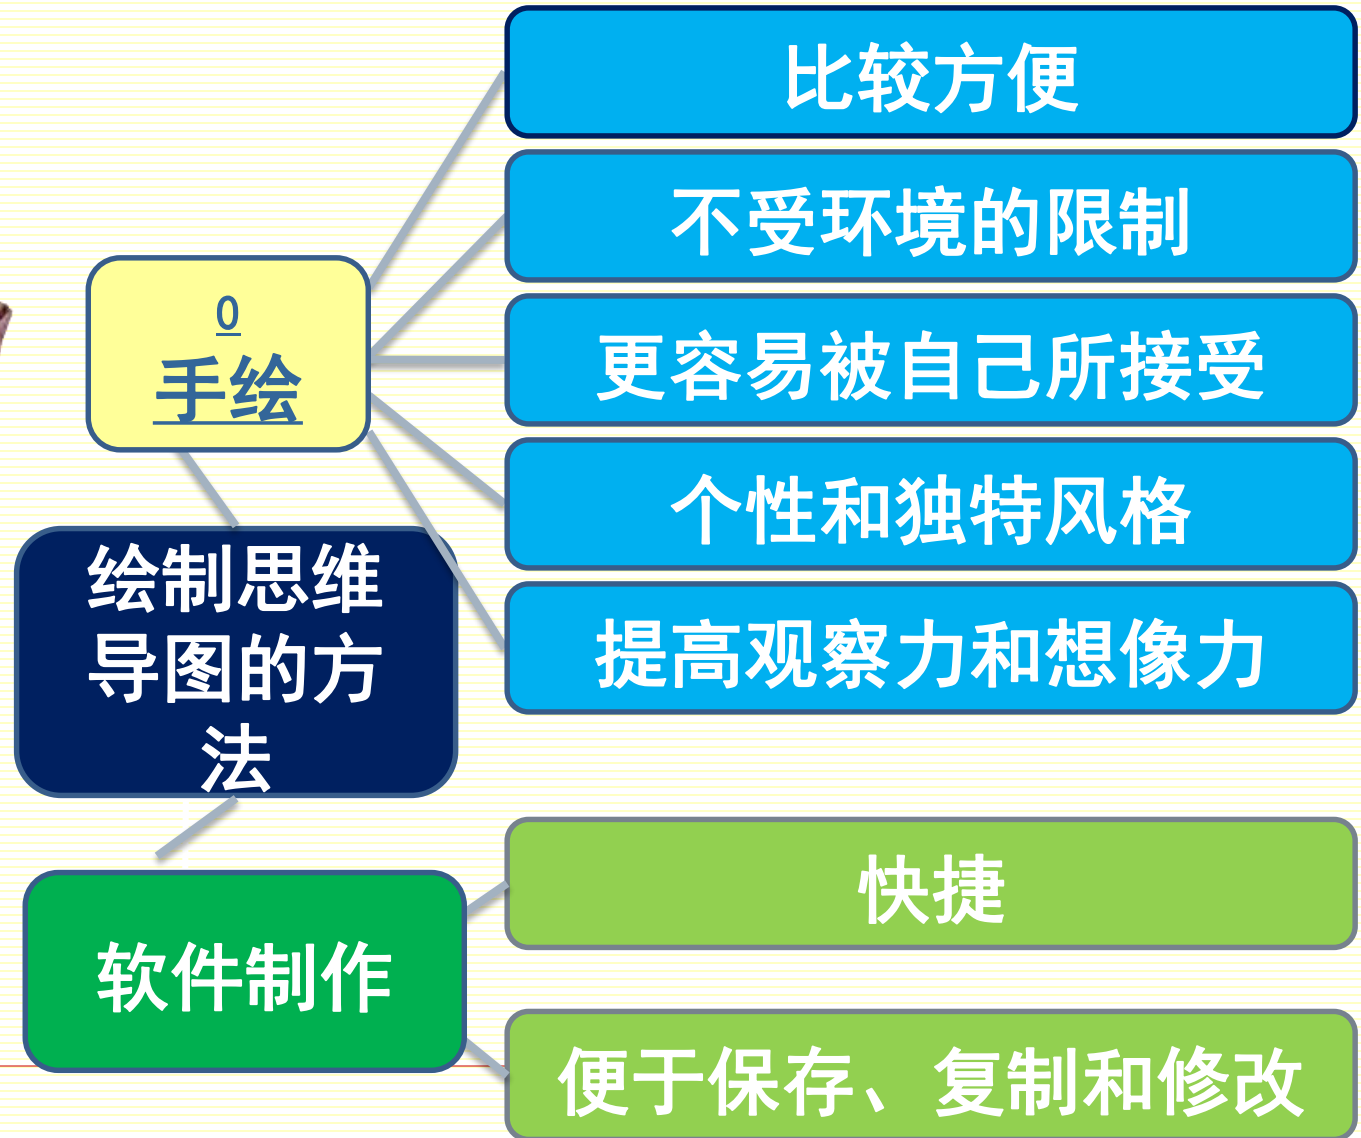 比较方便
不受环境的限制
0
手绘
更容易被自己所接受
个性和独特风格
提高观察力和想像力
绘制思维
导图的方
法
快捷
软件制作
便于保存、复制和修改